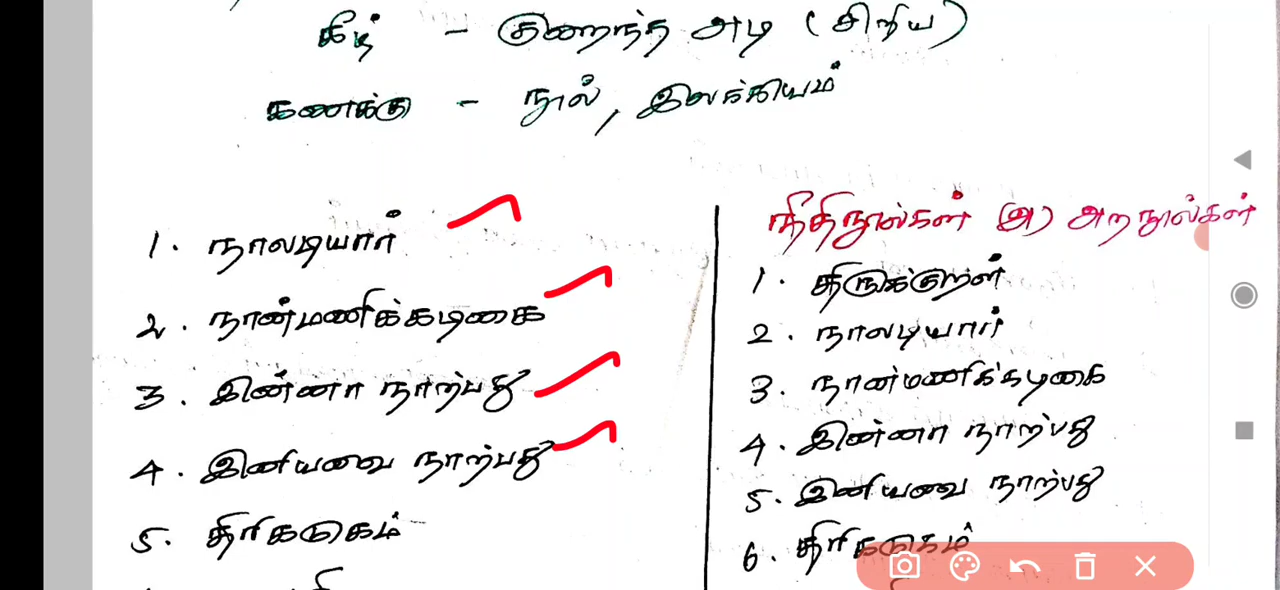 கீழ் - குறைந்த அடி (சிறிய)
கணக்கு - நூல், இலக்கியம்
1. நாலடியார்
2. நான்மணிக்கடிகை
3. இன்னா நாற்பது
4. இனியவை நாற்பது
5. திரிகடுகம்
நீதிநூல்கள் (அ) அறநூல்கள்
1. திருக்குறள்
2. நாலடியார்
3. நான்மணிக்கடிகை
4. இன்னா நாற்பது
5. இனியவை நாற்பது
6. திரிகடுகம்